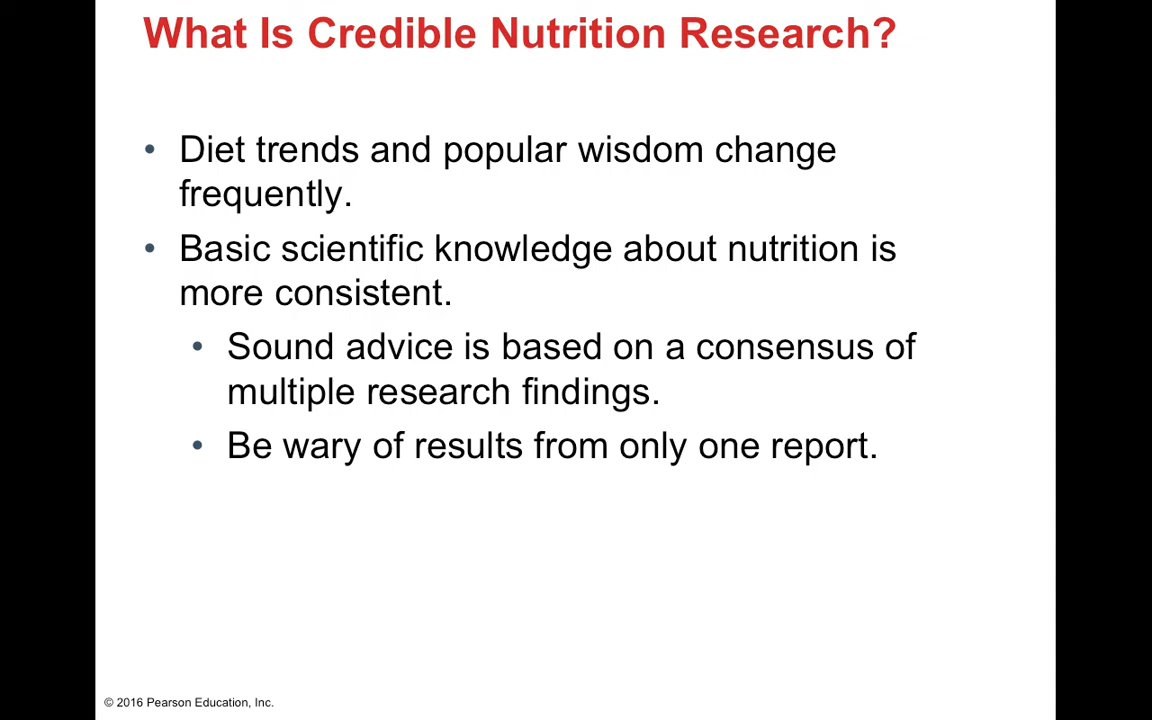 What Is Credible Nutrition Research?
• Diet trends and popular wisdom change
frequently.
• Basic scientific knowledge about nutrition is
more consistent.
• Sound advice is based on a consensus of
multiple research findings.
• Be wary of results from only one report.
© 2016 Pearson Education, Inc.